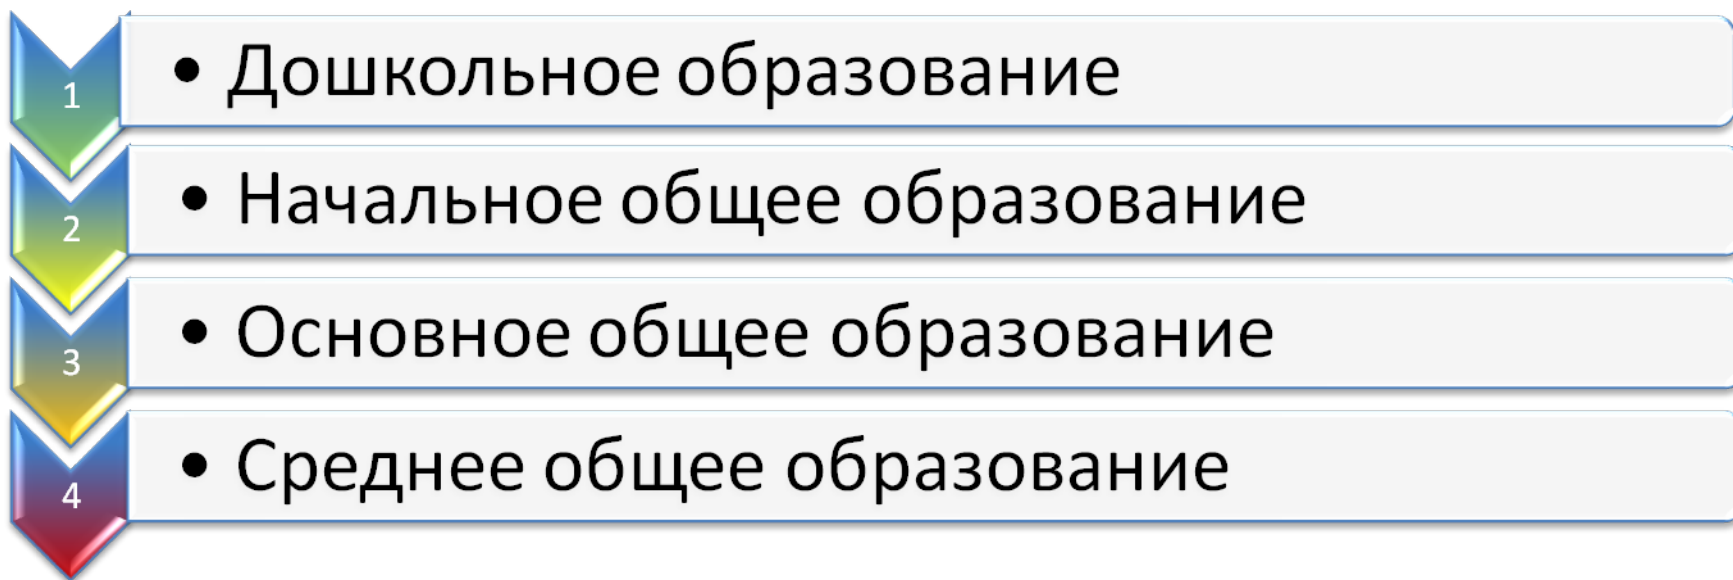 1 • Дошкольное образование
2 • Начальное общее образование
3 • Основное общее образование
4 • Среднее общее образование